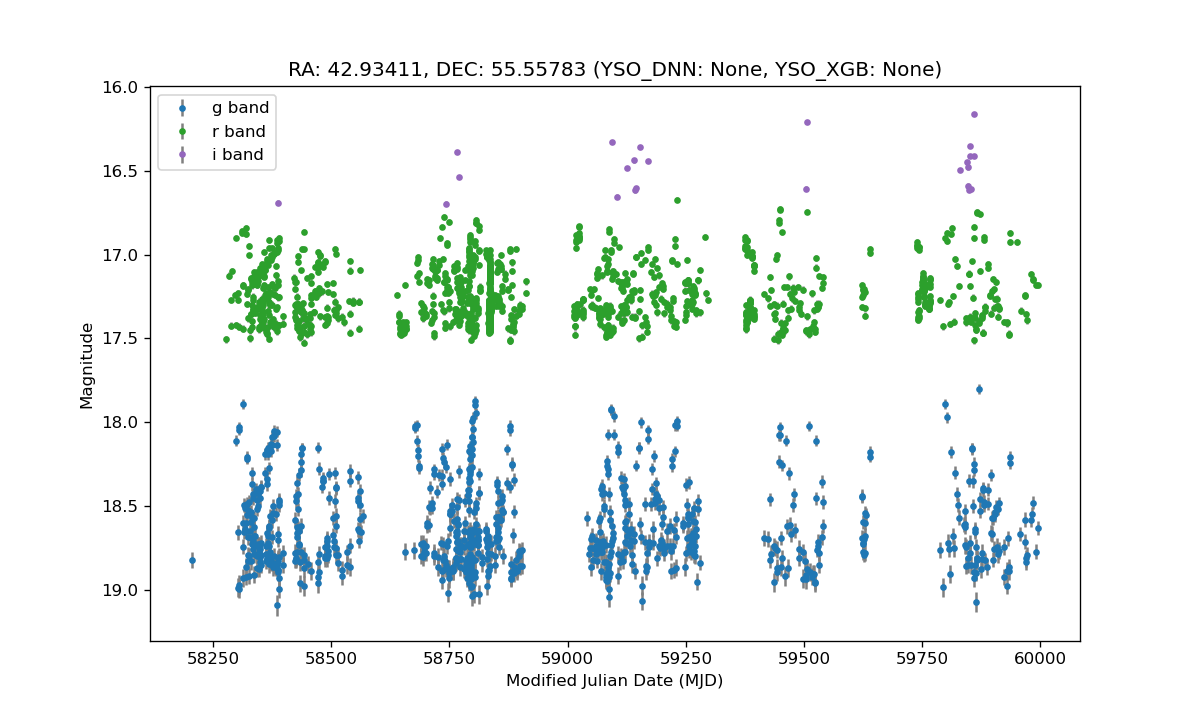 RA: 42.93411, DEC: 55.55783 (YSO_DNN: None, YSO_XGB: None)
g band
r band
i band
16.0
16.5
17.0
17.5
18.0
18.5
19.0
Magnitude
58250
58500
58750
59000
59250
59500
59750
60000
Modified Julian Date (MJD)